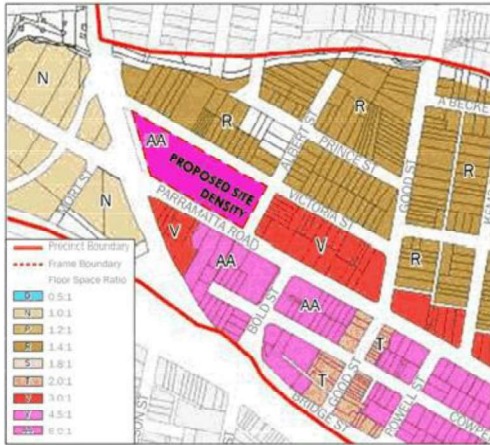 N
R
R
A BECKET
ALBERT ST
PRINCE ST
GOOD ST
AA
PROPOSED SITE
DENSITY
R
N
VICTORIA ST
PARRAMATTA ROAD
V
V
R
AA
AA
BOLD ST
T
T
GOOD ST
BRIDGE ST
COWPE
Precinct Boundary
Frame Boundary
Floor Space Ratio
0.5:1
N 1.0:1
P 1.2:1
R 1.4:1
S 1.8:1
T 2.0:1
V 3.0:1
4.5:1
AA 6.0:1